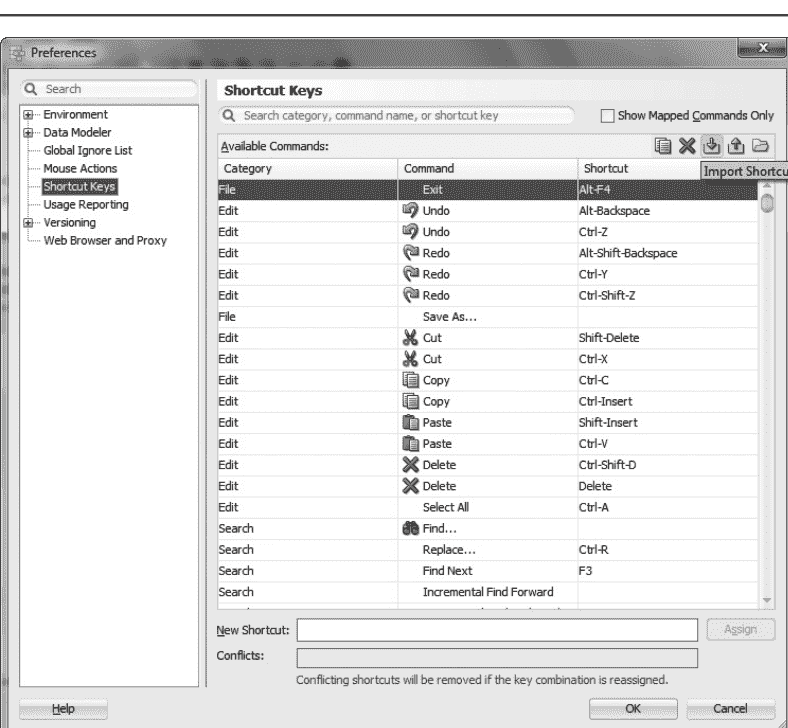 Preferences
X
Search
Shortcut Keys
Environment
Search category, command name, or shortcut key
Show Mapped Commands Only
Data Modeler
Global Ignore List
Available Commands:
Mouse Actions
Category Command Shortcut
Import Shortcu
Shortcut Keys
File Exit Alt-F4
Usage Reporting
Edit Undo Alt-Backspace
Versioning
Edit Undo Ctrl-Z
Web Browser and Proxy
Edit Redo Alt-Shift-Backspace
Edit Redo Ctrl-Y
Edit Redo Ctrl-Shift-Z
File Save As...
Edit Cut Shift-Delete
Edit Cut Ctrl-X
Edit Copy Ctrl-C
Edit Copy Ctrl-Insert
Edit Paste Shift-Insert
Edit Paste Ctrl-V
Edit Delete Ctrl-Shift-D
Edit Delete Delete
Edit Select All Ctrl-A
Search Find...
Search Replace... Ctrl-R
Search Find Next F3
Search Incremental Find Forward
New Shortcut:
Assign
Conflicts:
Conflicting shortcuts will be removed if the key combination is reassigned.
Help
OK
Cancel